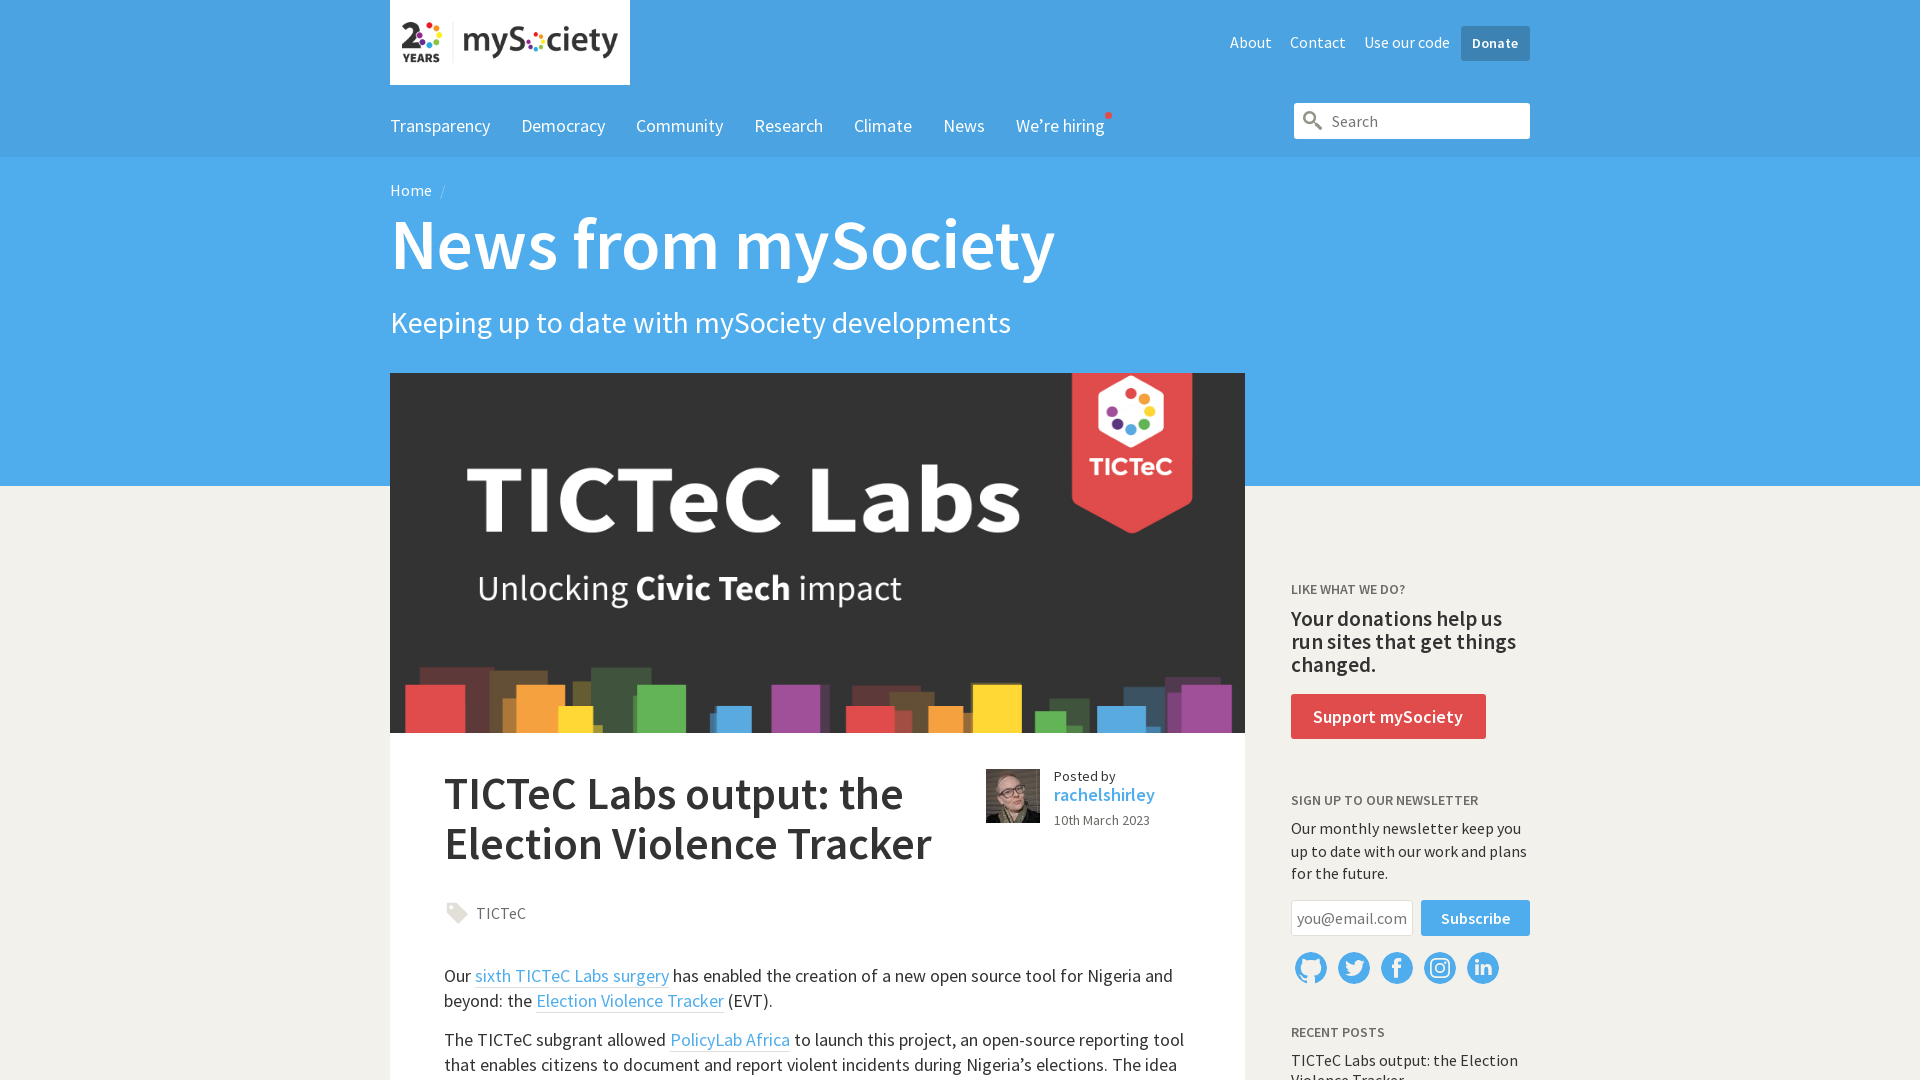 20 YEARS mySociety
About Contact Use our code Donate
Transparency Democracy Community Research Climate News We’re hiring
Search
Home /
News from mySociety
Keeping up to date with mySociety developments
TICTeC
TICTeC Labs
Unlocking Civic Tech impact
TICTeC Labs output: the
Election Violence Tracker
Posted by
rachelshirley
10th March 2023
TICTeC
Our sixth TICTeC Labs surgery has enabled the creation of a new open source tool for Nigeria and
beyond: the Election Violence Tracker (EVT).
The TICTeC subgrant allowed PolicyLab Africa to launch this project, an open-source reporting tool
that enables citizens to document and report violent incidents during Nigeria’s elections. The idea
LIKE WHAT WE DO?
Your donations help us
run sites that get things
changed.
Support mySociety
SIGN UP TO OUR NEWSLETTER
Our monthly newsletter keep you
up to date with our work and plans
for the future.
you@email.com Subscribe
RECENT POSTS
TICTeC Labs output: the Election
Violence Tracker